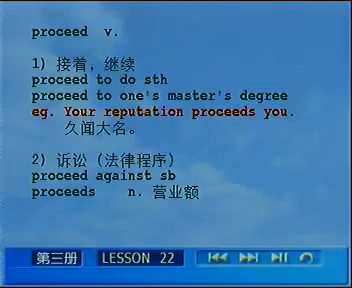 proceed v.
1) 接着，继续
proceed to do sth
proceed to one's master's degree
eg. Your reputation proceeds you.
久闻大名。
2) 诉讼（法律程序）
proceed against sb
proceeds n. 营业额
第三册 LESSON 22